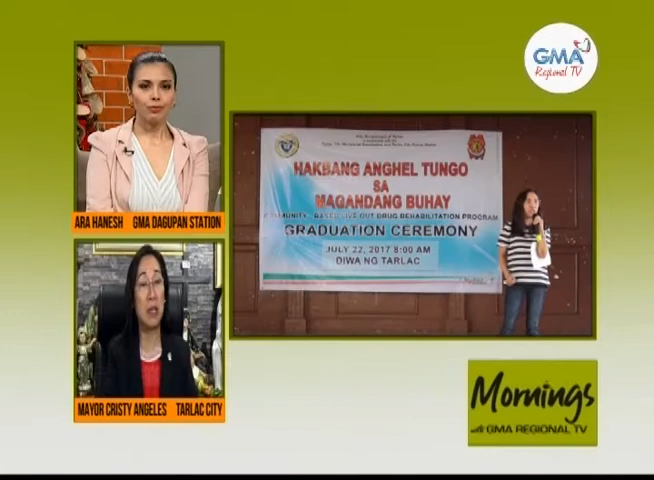 GMA
Regional TV
HAKBANG ANGHEL TUNGO
SA
MAGANDANG BUHAY
COMMUNITY - BASED LIVE OUT DRUG REHABILITATION PROGRAM
GRADUATION CEREMONY
JULY 22, 2017 8:00 AM
DIWA NG TARLAC
ARA HANESH GMA DAGUPAN STATION
MAYOR CRISTY ANGELES TARLAC CITY
Mornings
GMA REGIONAL TV